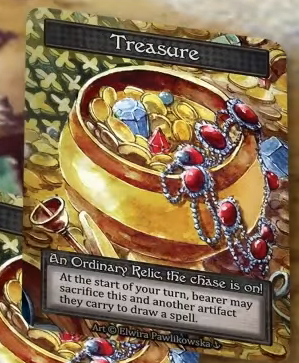 Treasure
An Ordinary Relic, the chase is on!
At the start of your turn, bearer may
sacrifice this and another artifact
they carry to draw a spell.
Art © Elwira Pawlikowska